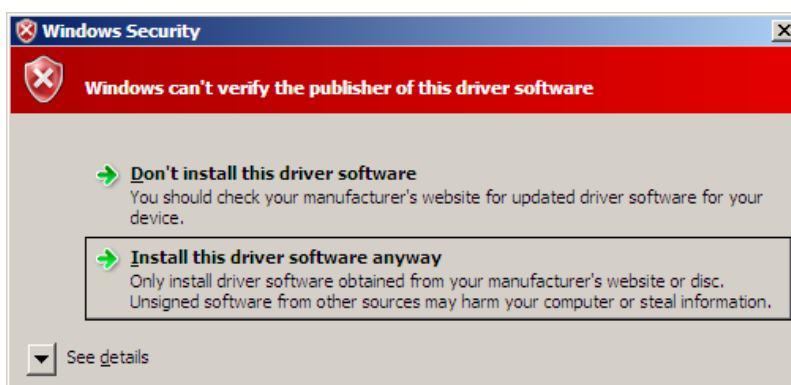 Windows Security
Windows can't verify the publisher of this driver software
Don't install this driver software
You should check your manufacturer's website for updated driver software for your
device.
Install this driver software anyway
Only install driver software obtained from your manufacturer's website or disc.
Unsigned software from other sources may harm your computer or steal information.
See details